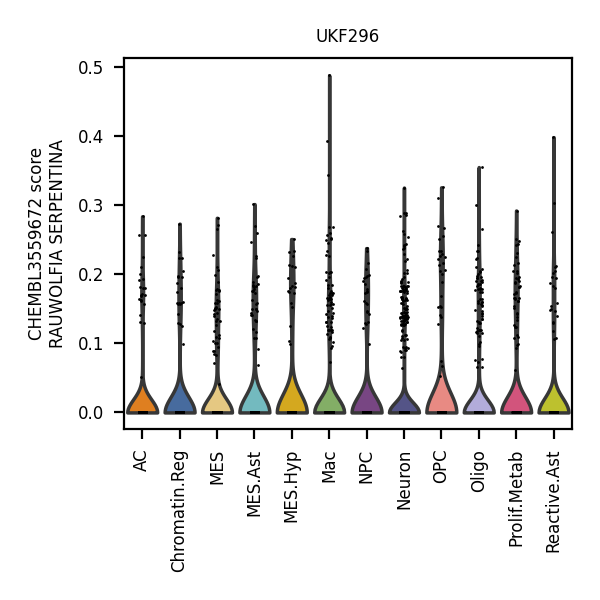 UKF296
CHEMBL3559672 score
RAUWOLFIA SERPENTINA
0.5
0.4
0.3
0.2
0.1
0.0
AC
Chromatin.Reg
MES
MES.Ast
MES.Hyp
Mac
NPC
Neuron
OPC
Oligo
Prolif.Metab
Reactive.Ast